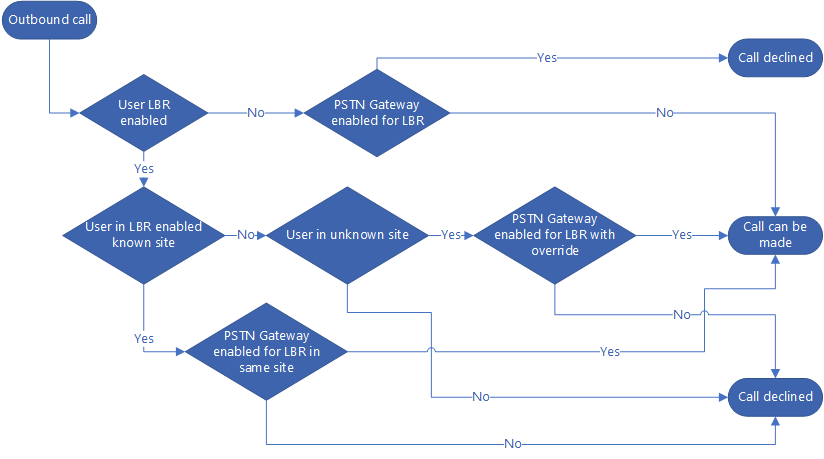 Outbound call
Yes
Call declined
User LBR
enabled
No
PSTN Gateway
enabled for LBR
No
Yes
User in LBR enabled
known site
No
User in unknown site
Yes
PSTN Gateway
enabled for LBR with
override
Yes
Call can be
made
No
Yes
PSTN Gateway
enabled for LBR in
same site
Yes
No
Call declined
No